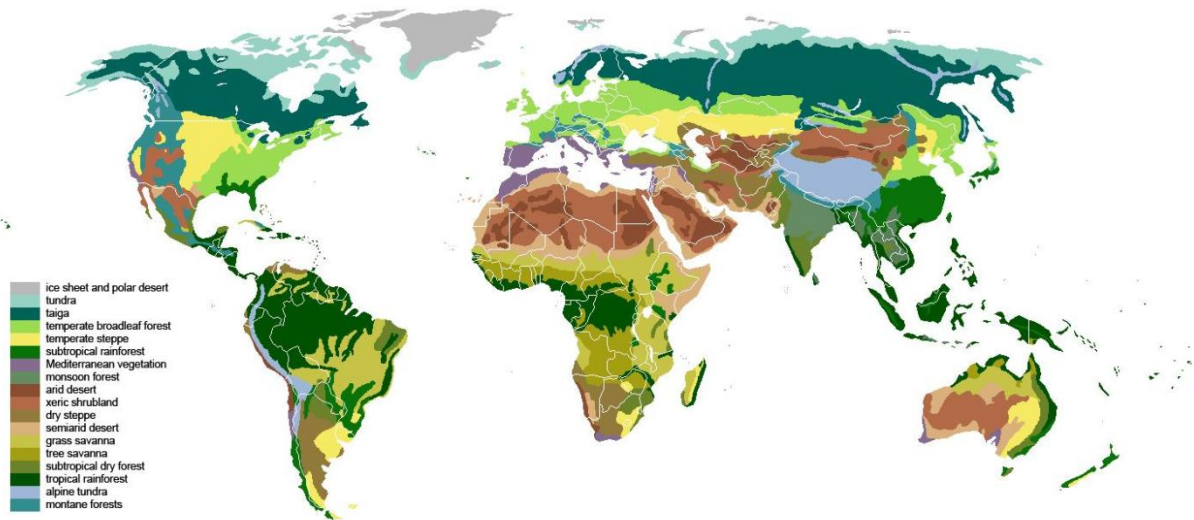 ice sheet and polar desert
tundra
taiga
temperate broadleaf forest
temperate steppe
subtropical rainforest
Mediterranean vegetation
monsoon forest
arid desert
xeric shrubland
dry steppe
semiarid desert
grass savanna
tree savanna
subtropical dry forest
tropical rainforest
alpine tundra
montane forests